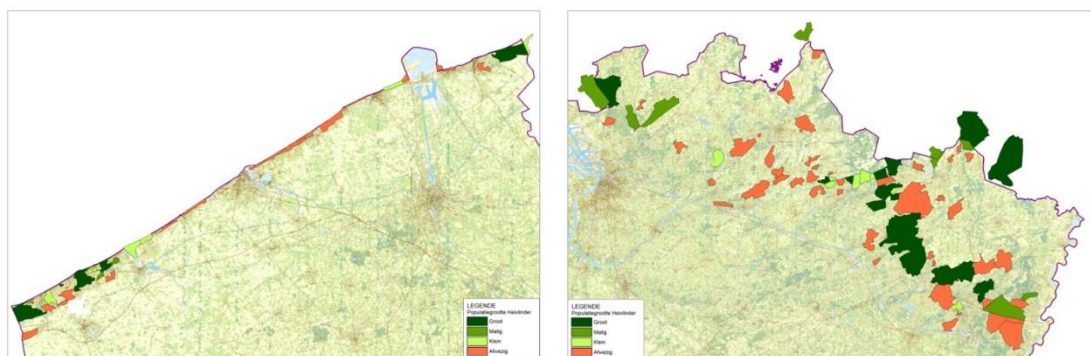 LEGENDE
Populatiegrootte Heivlinder
Groot
Matig
Klein
Afwezig
LEGENDE
Populatiegrootte Heivlinder
Groot
Matig
Klein
Afwezig